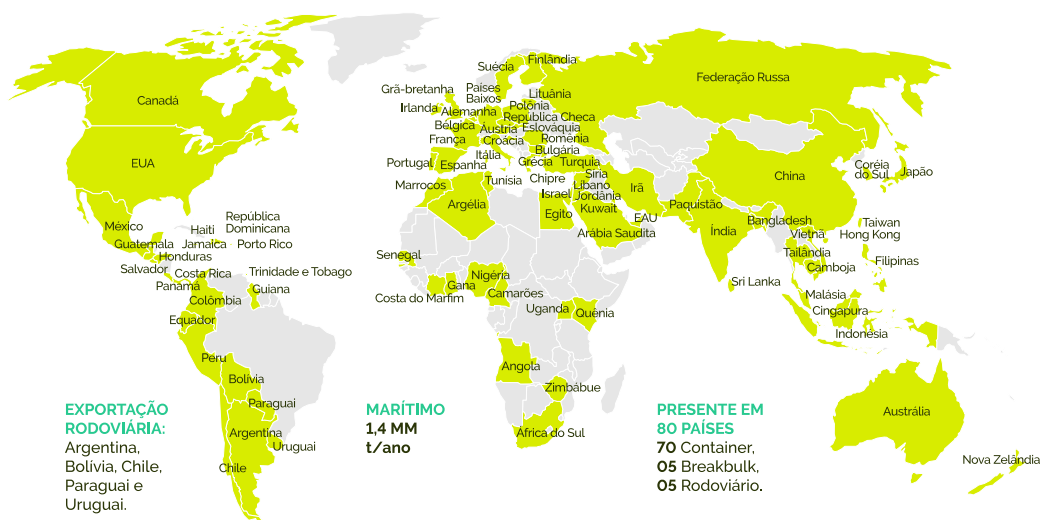 Canadá
EUA
México
Guatemala
Honduras
Salvador
Costa Rica
Panamá
Haiti
Jamaica
República
Dominicana
Porto Rico
Trinidade e Tobago
Guiana
Colômbia
Equador
Peru
Bolívia
Paraguai
Argentina
Uruguai
Chile
Suécia
Finlândia
Grã-bretanha
Países
Baixos
Lituânia
Irlanda
Alemanha
Polonia
República Checa
Bélgica
Áustria
Eslováquia
França
Croácia
Romênia
Itália
Bulgária
Portugal
Espanha
Grécia
Turquia
Marrocos
Tunísia
Chipre
Síria
Líbano
Israel
Jordânia
Irã
Argélia
Egito
Kuwait
EAU
Arábia Saudita
Senegal
Costa do Marfim
Gana
Nigéria
Camarões
Uganda
Quênia
Angola
Zimbábue
África do Sul
Federação Russa
China
Coréia
do Sul
Japão
Paquistão
Índia
Bangladesh
Taiwan
Hong Kong
Vietnã
Tailândia
Camboja
Filipinas
Sri Lanka
Malásia
Cingapura
Indonésia
Austrália
Nova Zelândia
EXPORTAÇÃO
RODOVIÁRIA:
Argentina,
Bolívia, Chile,
Paraguai e
Uruguai.
MARÍTIMO
1,4 MM
t/ano
PRESENTE EM
80 PAÍSES
70 Container,
05 Breakbulk,
05 Rodoviário.